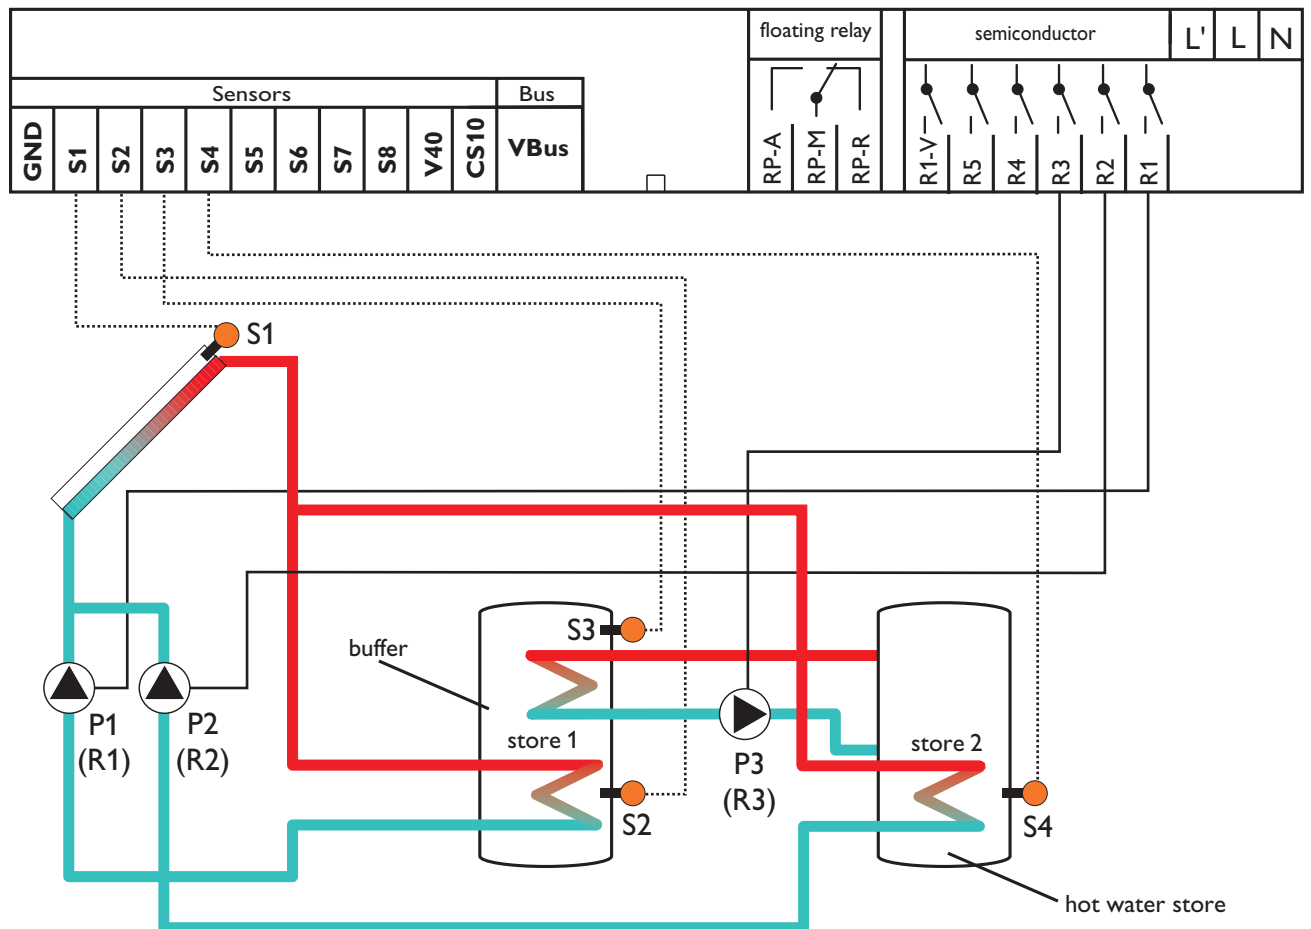 floating relay
semiconductor
L'
L
N
Sensors
Bus
GND
S1
S2
S3
S4
S5
S6
S7
S8
V40
CS10
VBus
RP-A
RP-M
RP-R
R1-V
R5
R4
R3
R2
R1
S1
S3
buffer
P1
(R1)
P2
(R2)
store 1
store 2
P3
(R3)
S2
S4
hot water store